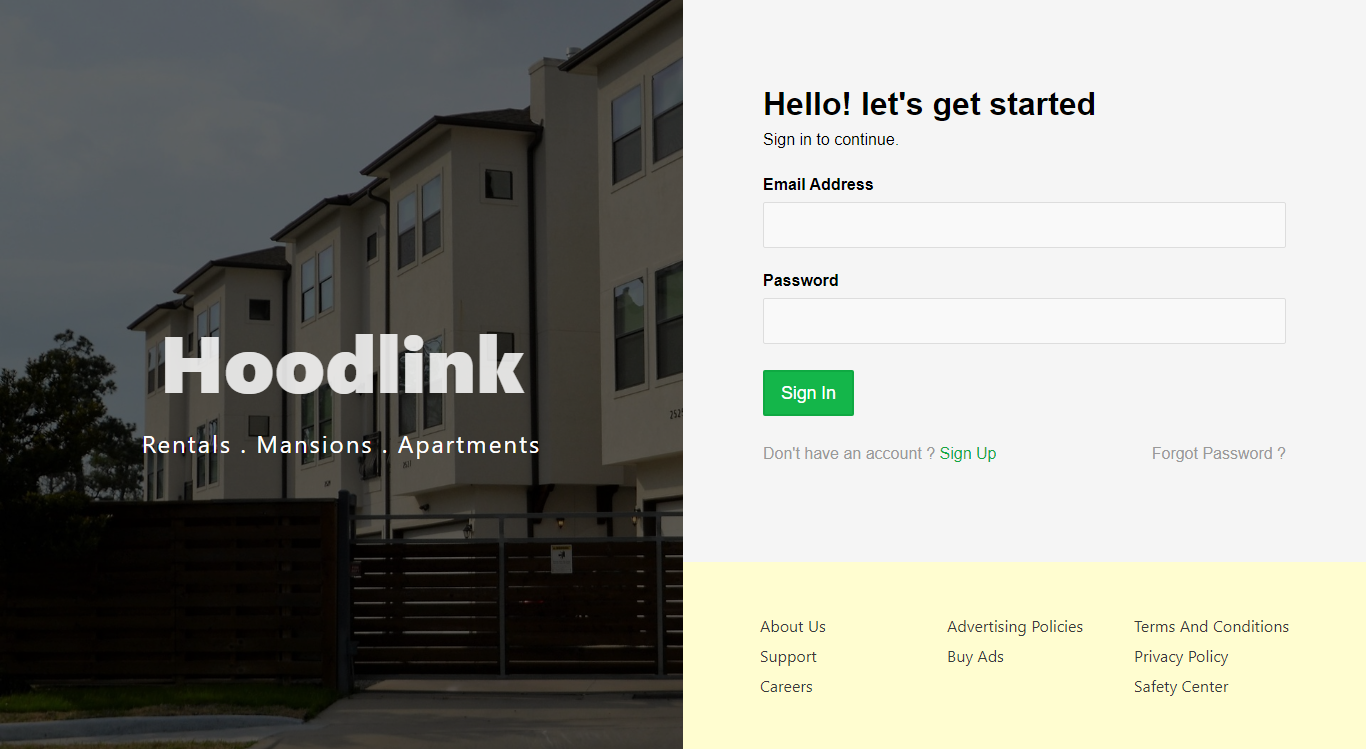 Hoodlink
Rentals . Mansions . Apartments
Hello! let's get started
Sign in to continue.
Email Address
Password
Sign In
Don't have an account ? Sign Up
Forgot Password ?
About Us
Support
Careers
Advertising Policies
Buy Ads
Terms And Conditions
Privacy Policy
Safety Center